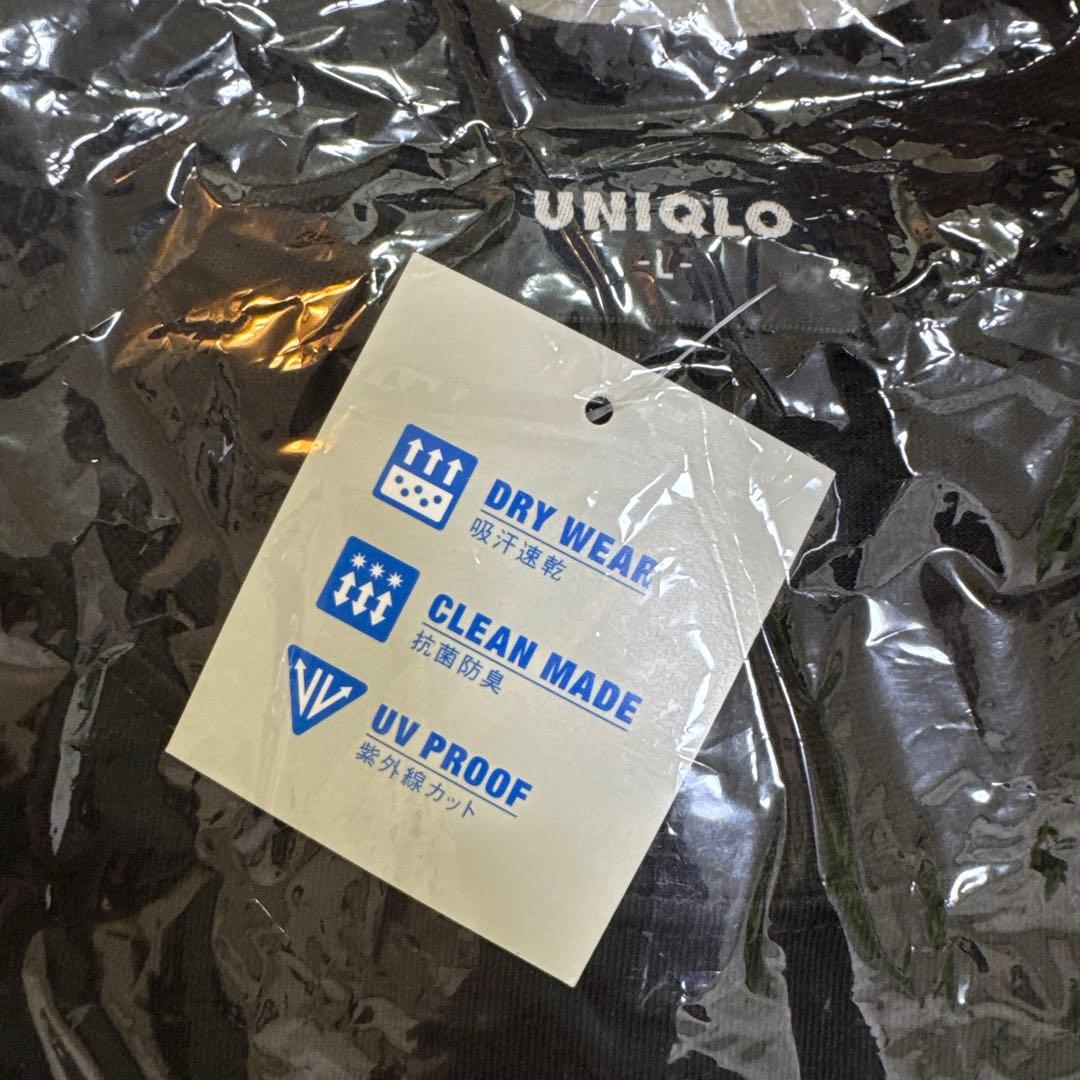 UNIQLO
-L-
DRY WEAR
吸汗速乾
CLEAN MADE
抗菌防臭
UV PROOF
紫外線カット